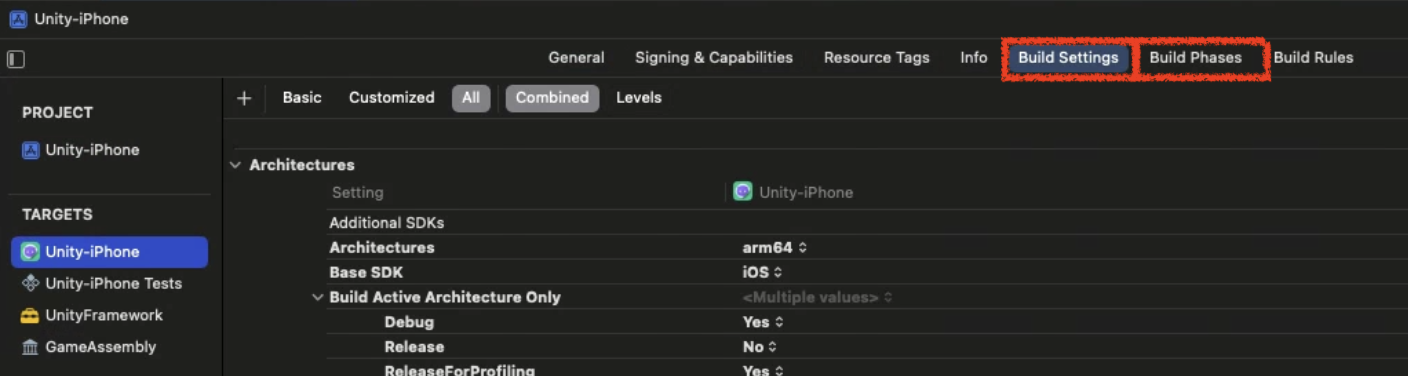 Unity-iPhone
General Signing & Capabilities Resource Tags Info Build Settings Build Phases Build Rules
Basic Customized All Combined Levels
PROJECT
Unity-iPhone
TARGETS
Unity-iPhone
Unity-iPhone Tests
UnityFramework
GameAssembly
Architectures
Setting Unity-iPhone
Additional SDKs
Architectures arm64
Base SDK iOS
Build Active Architecture Only <Multiple values>
Debug Yes
Release No
ReleaseForProfiling Yes